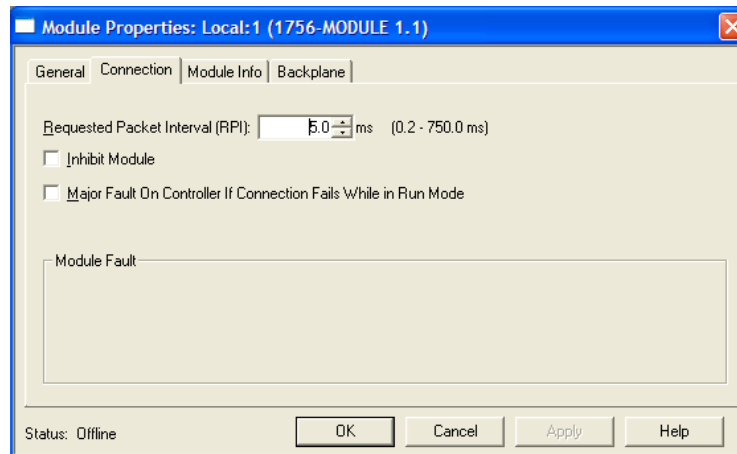 Module Properties: Local:1 (1756-MODULE 1.1)
General Connection Module Info Backplane
Requested Packet Interval (RPI): 5.0 ms (0.2 - 750.0 ms)
Inhibit Module
Major Fault On Controller If Connection Fails While in Run Mode
Module Fault
Status: Offline OK Cancel Apply Help